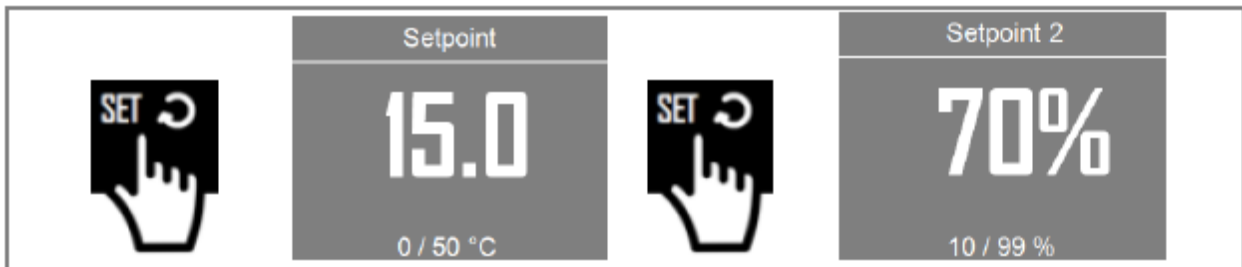 SET
Setpoint
15.0
0 / 50 °C
SET
Setpoint 2
70%
10 / 99 %